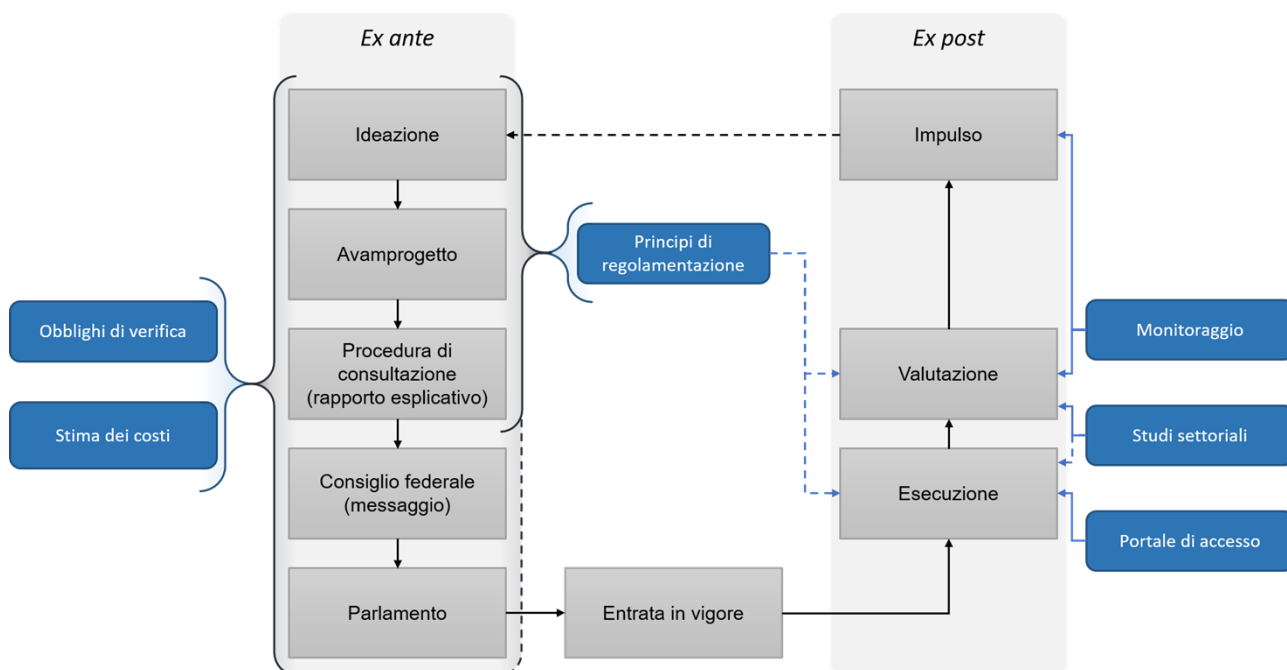 Ex ante
Ex post
Ideazione
Impulso
Avamprogetto
Principi di
regolamentazione
Obblighi di verifica
Monitoraggio
Procedura di
consultazione
(rapporto esplicativo)
Valutazione
Stima dei costi
Studi settoriali
Consiglio federale
(messaggio)
Esecuzione
Portale di accesso
Parlamento
Entrata in vigore